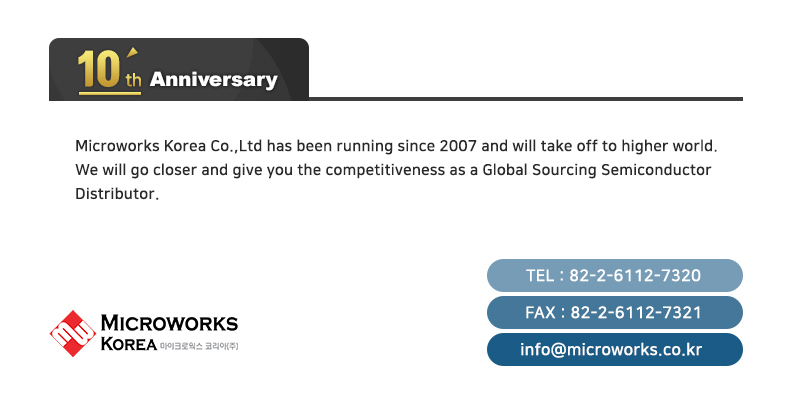 10th Anniversary
Microworks Korea Co.,Ltd has been running since 2007 and will take off to higher world.
We will go closer and give you the competitiveness as a Global Sourcing Semiconductor
Distributor.
TEL : 82-2-6112-7320
FAX : 82-2-6112-7321
info@microworks.co.kr
MW
MICROWORKS
KOREA 마이크로웍스 코리아(주)